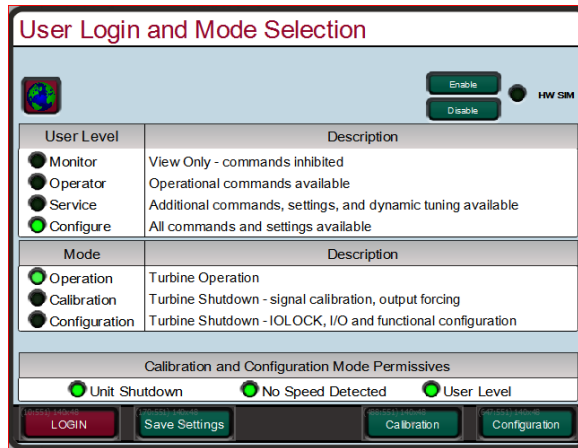 User Login and Mode Selection
Enable
HW SIM
Disable
User Level Description
Monitor View Only - commands inhibited
Operator Operational commands available
Service Additional commands, settings, and dynamic tuning available
Configure All commands and settings available
Mode Description
Operation Turbine Operation
Calibration Turbine Shutdown - signal calibration, output forcing
Configuration Turbine Shutdown - IOLOCK, I/O and functional configuration
Calibration and Configuration Mode Permissives
Unit Shutdown No Speed Detected User Level
LOGIN Save Settings Calibration Configuration